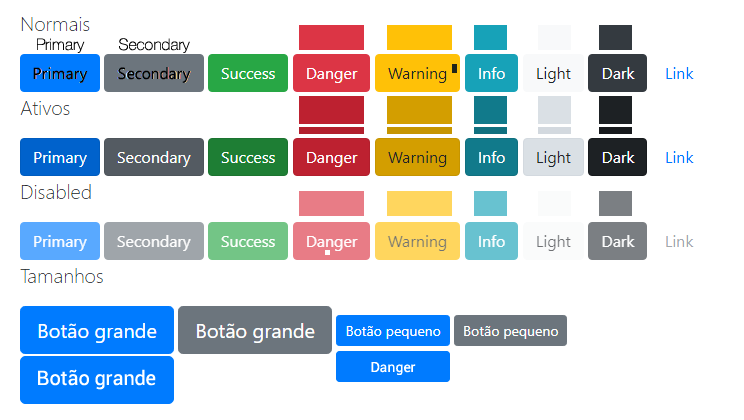 Normais
Primary Secondary
Primary Secondary Success Danger Warning Info Light Dark Link
Ativos
Primary Secondary Success Danger Warning Info Light Dark Link
Disabled
Primary Secondary Success Danger Warning Info Light Dark Link
Tamanhos
Botão grande Botão grande Botão pequeno Botão pequeno
Botão grande Danger